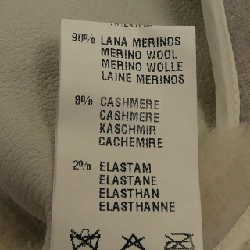 90% LANA MERINOS
MERINO WOOL
MERINO WOLLE
LAINE MERINOS
8% CASHMERE
CASHMERE
KASCHMIR
CACHEMIRE
2% ELASTAM
ELASTANE
ELASTHAN
ELASTHANNE